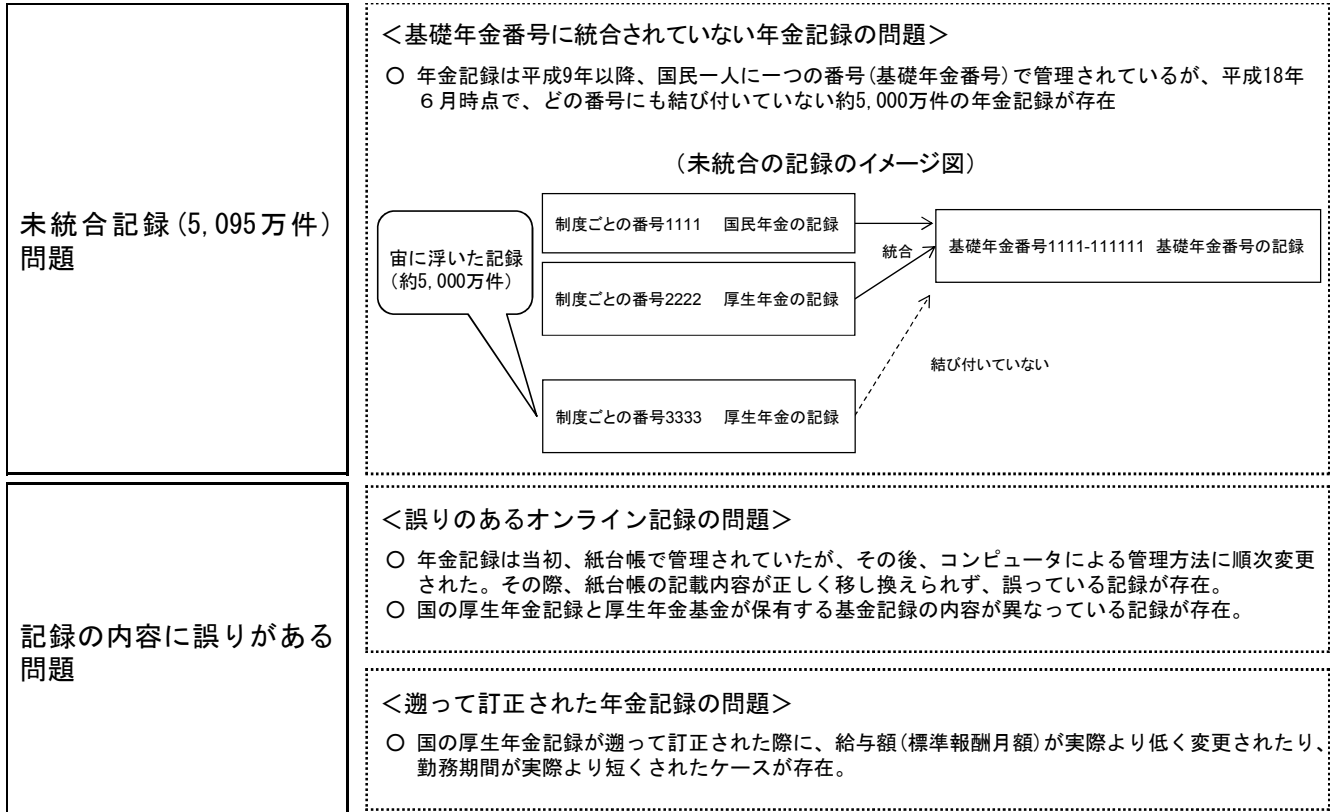 未統合記録(5,095万件)
問題
＜基礎年金番号に統合されていない年金記録の問題＞
○ 年金記録は平成9年以降、国民一人に一つの番号(基礎年金番号)で管理されているが、平成18年
６月時点で、どの番号にも結び付いていない約5,000万件の年金記録が存在
（未統合の記録のイメージ図）
宙に浮いた記録
（約5,000万件）
制度ごとの番号1111　国民年金の記録
制度ごとの番号2222　厚生年金の記録
制度ごとの番号3333　厚生年金の記録
統合
基礎年金番号1111-111111 基礎年金番号の記録
結び付いていない
記録の内容に誤りがある
問題
＜誤りのあるオンライン記録の問題＞
○ 年金記録は当初、紙台帳で管理されていたが、その後、コンピュータによる管理方法に順次変更
された。その際、紙台帳の記載内容が正しく移し換えられず、誤っている記録が存在。
○ 国の厚生年金記録と厚生年金基金が保有する基金記録の内容が異なっている記録が存在。
＜遡って訂正された年金記録の問題＞
○ 国の厚生年金記録が遡って訂正された際に、給与額(標準報酬月額)が実際より低く変更されたり、
勤務期間が実際より短くされたケースが存在。